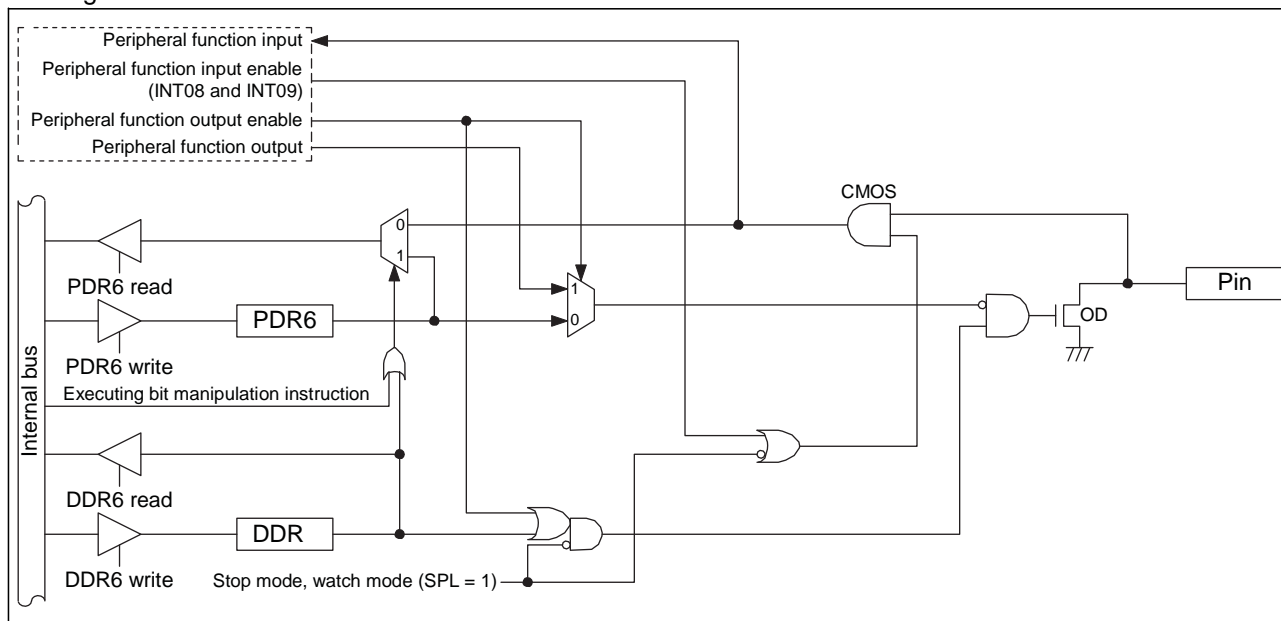 Peripheral function input
Peripheral function input enable
(INT08 and INT09)
Peripheral function output enable
Peripheral function output
CMOS
0
1
PDR6 read
1
Pin
PDR6
0
OD
PDR6 write
Executing bit manipulation instruction
Internal bus
DDR6 read
DDR
DDR6 write
Stop mode, watch mode (SPL = 1)